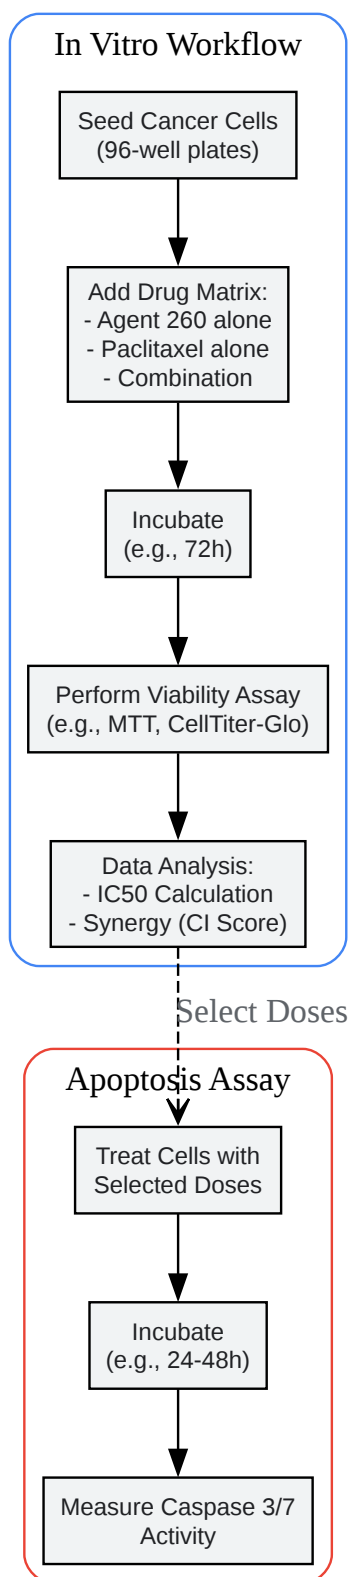 In Vitro Workflow
Seed Cancer Cells
(96-well plates)
Add Drug Matrix:
- Agent 260 alone
- Paclitaxel alone
- Combination
Incubate
(e.g., 72h)
Perform Viability Assay
(e.g., MTT, CellTiter-Glo)
Data Analysis:
- IC50 Calculation
- Synergy (CI Score)
Select Doses
Apoptosis Assay
Treat Cells with
Selected Doses
Incubate
(e.g., 24-48h)
Measure Caspase 3/7
Activity